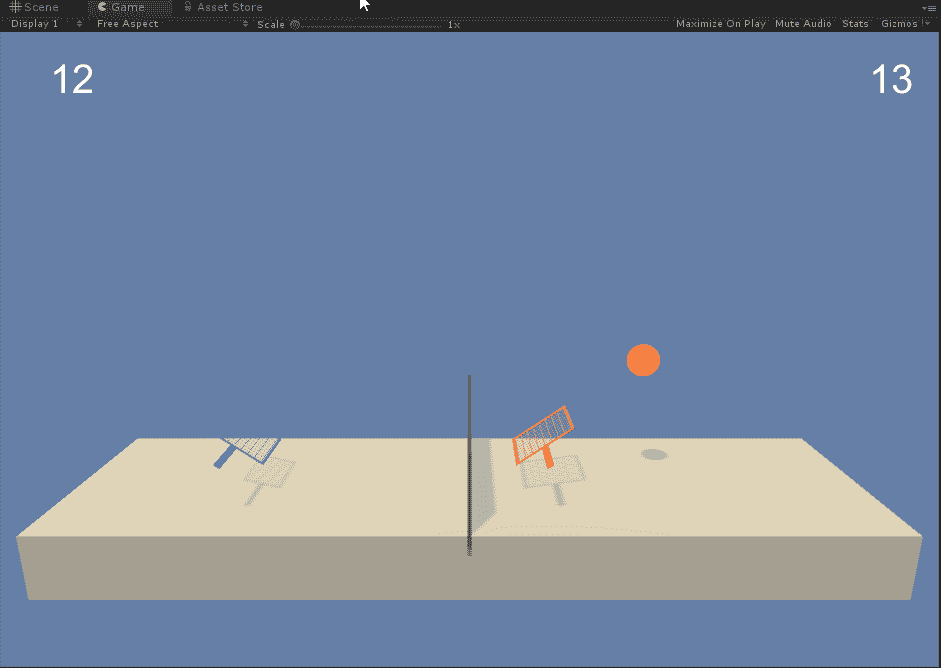 Scene Game Asset Store
Display 1 Free Aspect Scale 1x Maximize On Play Mute Audio Stats Gizmos
12 13